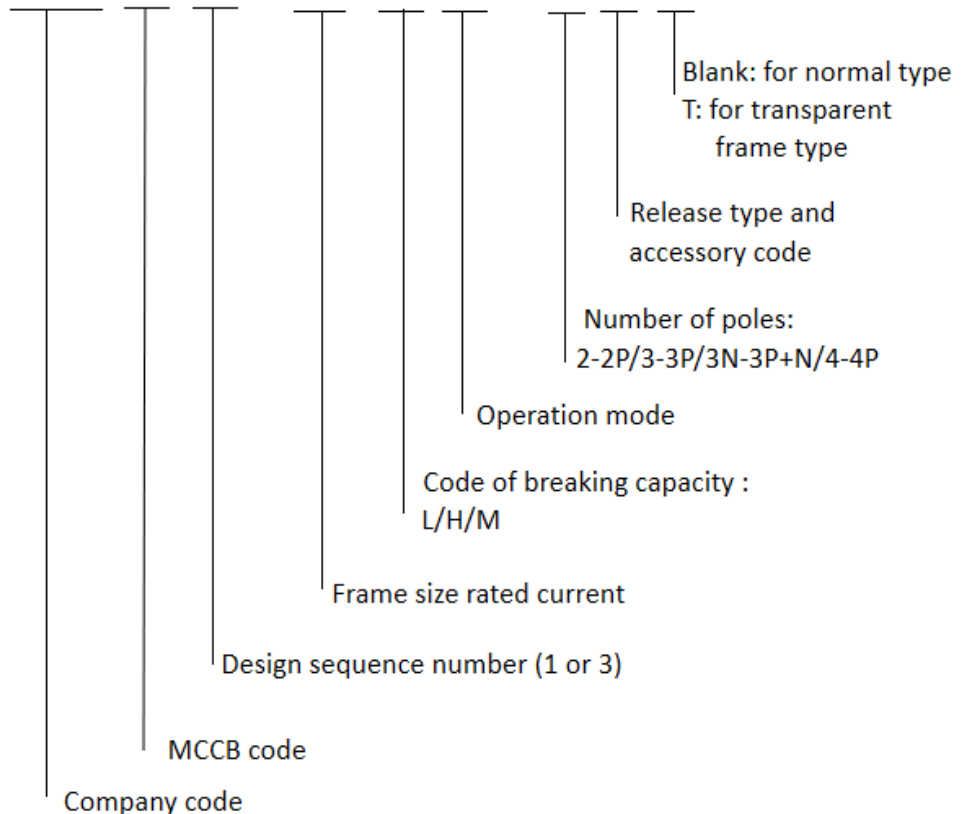 Blank: for normal type
T: for transparent
frame type
Release type and
accessory code
Number of poles:
2-2P/3-3P/3N-3P+N/4-4P
Operation mode
Code of breaking capacity :
L/H/M
Frame size rated current
Design sequence number (1 or 3)
MCCB code
Company code